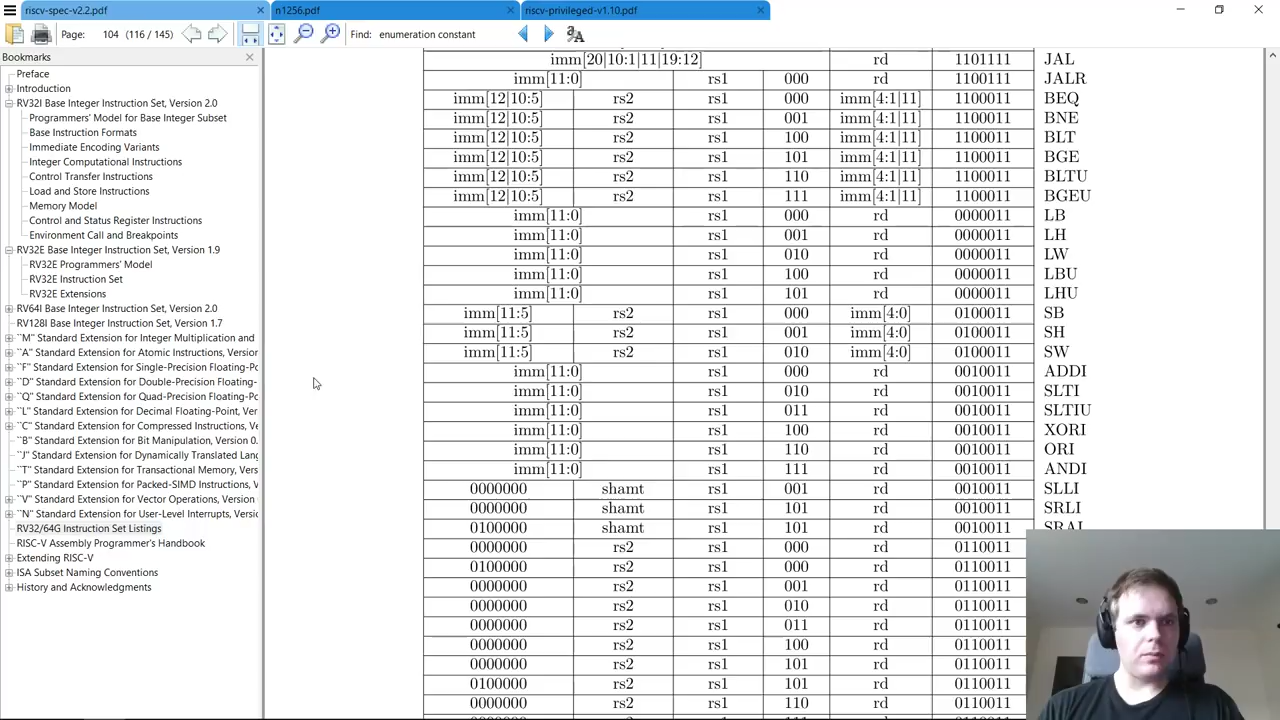 riscv-spec-v2.2.pdf n1256.pdf riscv-privileged-v1.10.pdf
Page: 104 (116 / 145) Find: enumeration constant
Bookmarks
Preface
Introduction
RV32I Base Integer Instruction Set, Version 2.0
Programmers' Model for Base Integer Subset
Base Instruction Formats
Immediate Encoding Variants
Integer Computational Instructions
Control Transfer Instructions
Load and Store Instructions
Memory Model
Control and Status Register Instructions
Environment Call and Breakpoints
RV32E Base Integer Instruction Set, Version 1.9
RV32E Programmers' Model
RV32E Instruction Set
RV32E Extensions
RV64I Base Integer Instruction Set, Version 2.0
RV128I Base Integer Instruction Set, Version 1.7
``M'' Standard Extension for Integer Multiplication and
``A'' Standard Extension for Atomic Instructions, Version
``F'' Standard Extension for Single-Precision Floating-Po
``D'' Standard Extension for Double-Precision Floating-
``Q'' Standard Extension for Quad-Precision Floating-Po
``L'' Standard Extension for Decimal Floating-Point, Ver
``C'' Standard Extension for Compressed Instructions, Ve
``B'' Standard Extension for Bit Manipulation, Version 0.
``J'' Standard Extension for Dynamically Translated Lang
``T'' Standard Extension for Transactional Memory, Vers
``P'' Standard Extension for Packed-SIMD Instructions, V
``V'' Standard Extension for Vector Operations, Version
``N'' Standard Extension for User-Level Interrupts, Versio
RV32/64G Instruction Set Listings
RISC-V Assembly Programmer's Handbook
Extending RISC-V
ISA Subset Naming Conventions
History and Acknowledgments
imm[20|10:1|11|19:12] rd 1101111 JAL
imm[11:0] rs1 000 rd 1100111 JALR
imm[12|10:5] rs2 rs1 000 imm[4:1|11] 1100011 BEQ
imm[12|10:5] rs2 rs1 001 imm[4:1|11] 1100011 BNE
imm[12|10:5] rs2 rs1 100 imm[4:1|11] 1100011 BLT
imm[12|10:5] rs2 rs1 101 imm[4:1|11] 1100011 BGE
imm[12|10:5] rs2 rs1 110 imm[4:1|11] 1100011 BLTU
imm[12|10:5] rs2 rs1 111 imm[4:1|11] 1100011 BGEU
imm[11:0] rs1 000 rd 0000011 LB
imm[11:0] rs1 001 rd 0000011 LH
imm[11:0] rs1 010 rd 0000011 LW
imm[11:0] rs1 100 rd 0000011 LBU
imm[11:0] rs1 101 rd 0000011 LHU
imm[11:5] rs2 rs1 000 imm[4:0] 0100011 SB
imm[11:5] rs2 rs1 001 imm[4:0] 0100011 SH
imm[11:5] rs2 rs1 010 imm[4:0] 0100011 SW
imm[11:0] rs1 000 rd 0010011 ADDI
imm[11:0] rs1 010 rd 0010011 SLTI
imm[11:0] rs1 011 rd 0010011 SLTIU
imm[11:0] rs1 100 rd 0010011 XORI
imm[11:0] rs1 110 rd 0010011 ORI
imm[11:0] rs1 111 rd 0010011 ANDI
0000000 shamt rs1 001 rd 0010011 SLLI
0000000 shamt rs1 101 rd 0010011 SRLI
0100000 shamt rs1 101 rd 0010011 SRAI
0000000 rs2 rs1 000 rd 0110011
0100000 rs2 rs1 000 rd 0110011
0000000 rs2 rs1 001 rd 0110011
0000000 rs2 rs1 010 rd 0110011
0000000 rs2 rs1 011 rd 0110011
0000000 rs2 rs1 100 rd 0110011
0000000 rs2 rs1 101 rd 0110011
0100000 rs2 rs1 101 rd 0110011
0000000 rs2 rs1 110 rd 0110011